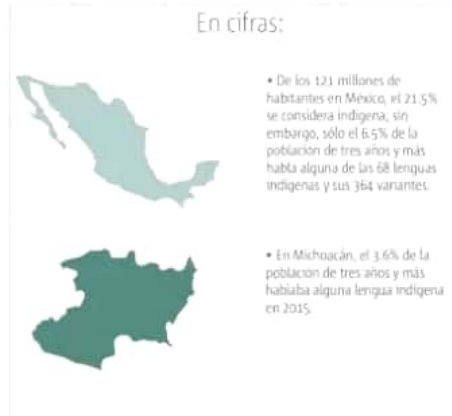 En cifras:
• De los 121 millones de
habitantes en México, el 21.5%
se considera indígena; sin
embargo, sólo el 6.5% de la
población de tres años y más
habla alguna de las 68 lenguas
indígenas y sus 364 variantes.
• En Michoacán, el 3.6% de la
población de tres años y más
hablaba alguna lengua indígena
en 2015.